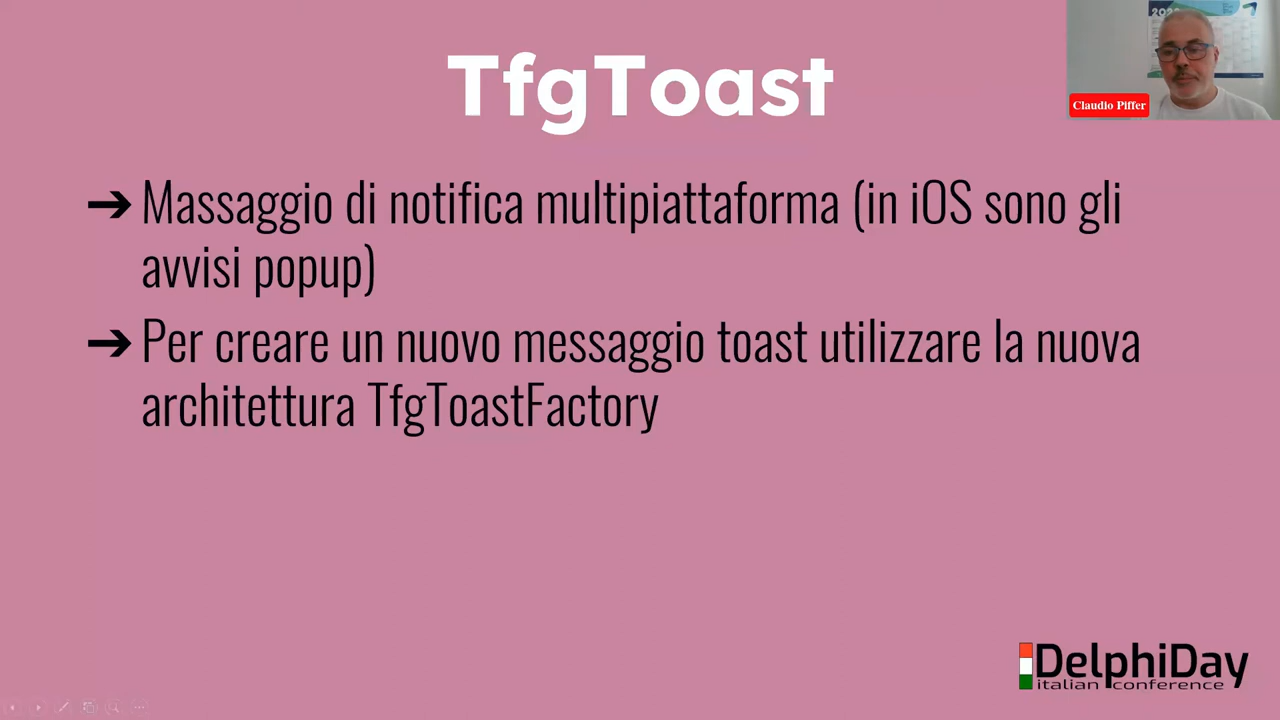 TfgToast
Claudio Piffer
➔ Massaggio di notifica multipiattaforma (in iOS sono gli
avvisi popup)
➔ Per creare un nuovo messaggio toast utilizzare la nuova
architettura TfgToastFactory
DelphiDay
italian conference